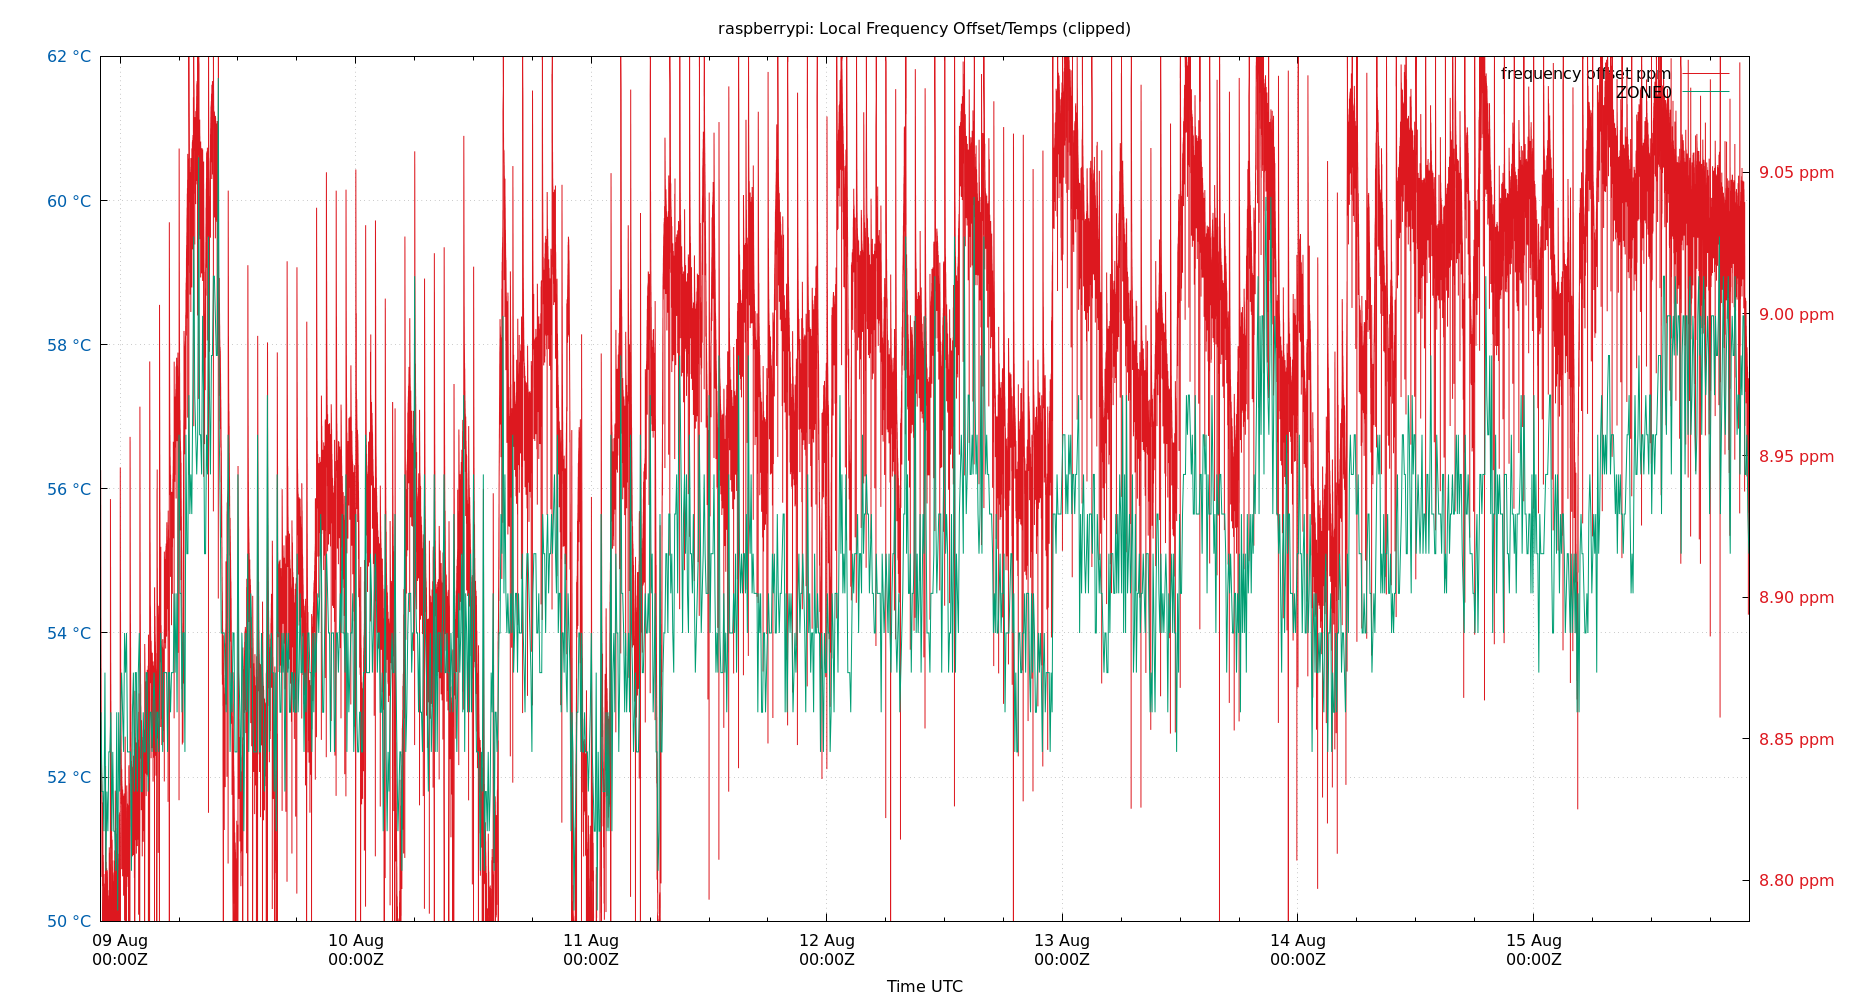 raspberrypi: Local Frequency Offset/Temps (clipped)
62 °C
60 °C
58 °C
56 °C
54 °C
52 °C
50 °C
frequency offset ppm
ZONE0
9.05 ppm
9.00 ppm
8.95 ppm
8.90 ppm
8.85 ppm
8.80 ppm
09 Aug
00:00Z
10 Aug
00:00Z
11 Aug
00:00Z
12 Aug
00:00Z
13 Aug
00:00Z
14 Aug
00:00Z
15 Aug
00:00Z
Time UTC